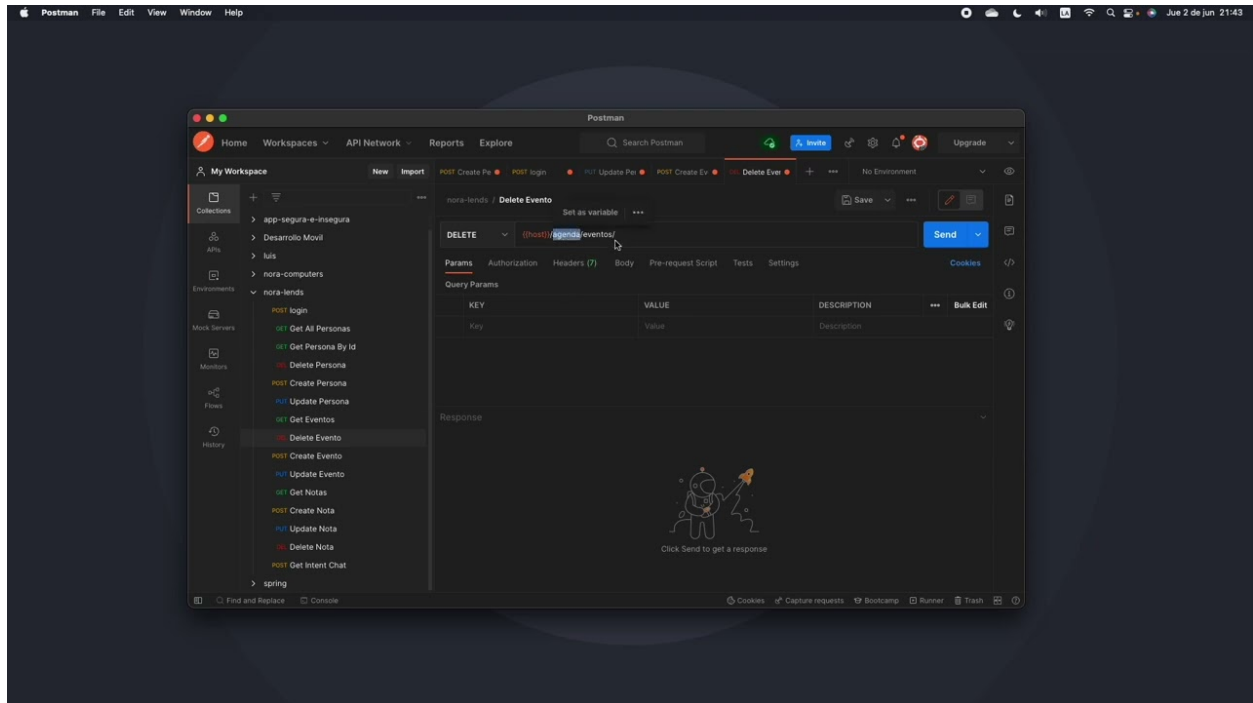 Postman File Edit View Window Help
LA Jue 2 de jun 21:43
Postman
Home Workspaces API Network Reports Explore Search Postman Invite Upgrade
My Workspace New Import POST Create Pe POST login PUT Update Per POST Create Ev DEL Delete Ever + ••• No Environment
Collections
APIs
Environments
Mock Servers
Monitors
Flows
History
app-segura-e-insegura
Desarrollo Movil
luis
nora-computers
nora-lends
POST login
GET Get All Personas
GET Get Persona By Id
DEL Delete Persona
POST Create Persona
PUT Update Persona
GET Get Eventos
DEL Delete Evento
POST Create Evento
PUT Update Evento
GET Get Notas
POST Create Nota
PUT Update Nota
DEL Delete Nota
POST Get Intent Chat
spring
nora-lends / Delete Evento Save •••
Set as variable •••
DELETE {{host}}/agenda/eventos/ Send
Params Authorization Headers (7) Body Pre-request Script Tests Settings Cookies
Query Params
KEY VALUE DESCRIPTION ••• Bulk Edit
Key Value Description
Response
Click Send to get a response
Find and Replace Console Cookies Capture requests Bootcamp Runner Trash